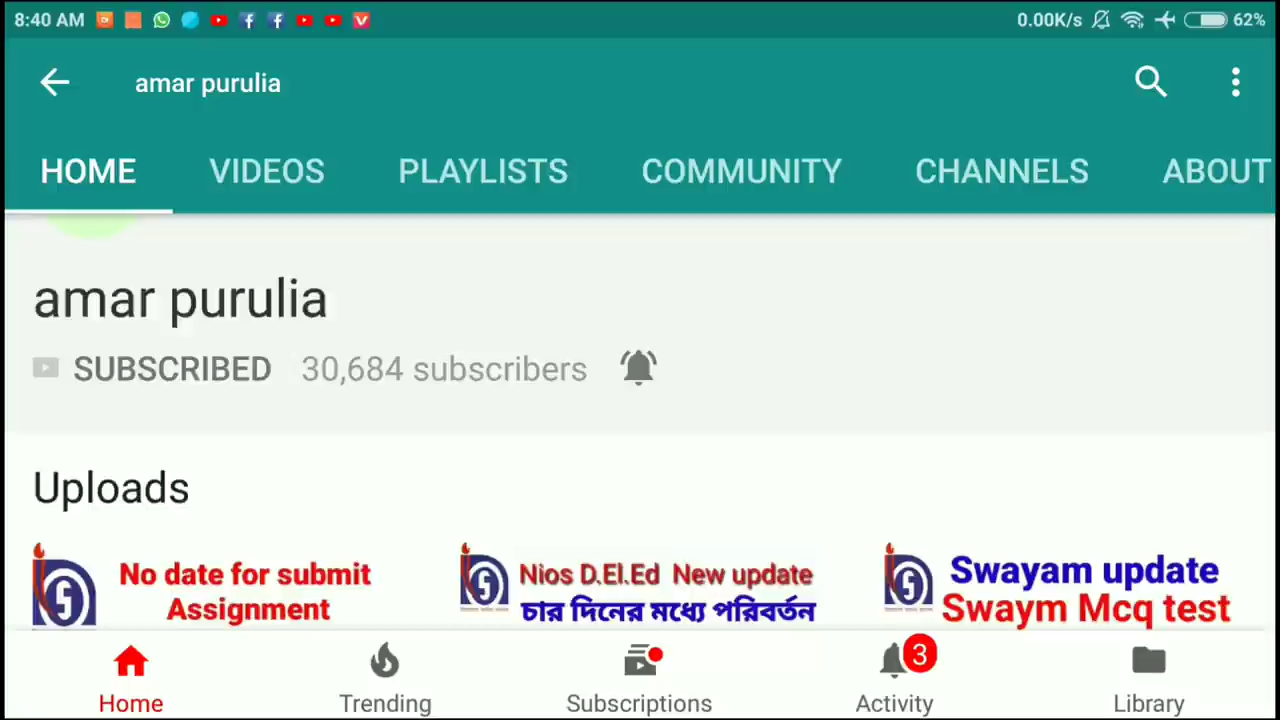 8:40 AM 0.00K/s 62%
amar purulia
HOME VIDEOS PLAYLISTS COMMUNITY CHANNELS ABOUT
amar purulia
SUBSCRIBED 30,684 subscribers
Uploads
No date for submit
Assignment
Nios D.El.Ed New update
চার দিনের মধ্যে পরিবর্তন
Swayam update
Swaym Mcq test
3
Home Trending Subscriptions Activity Library